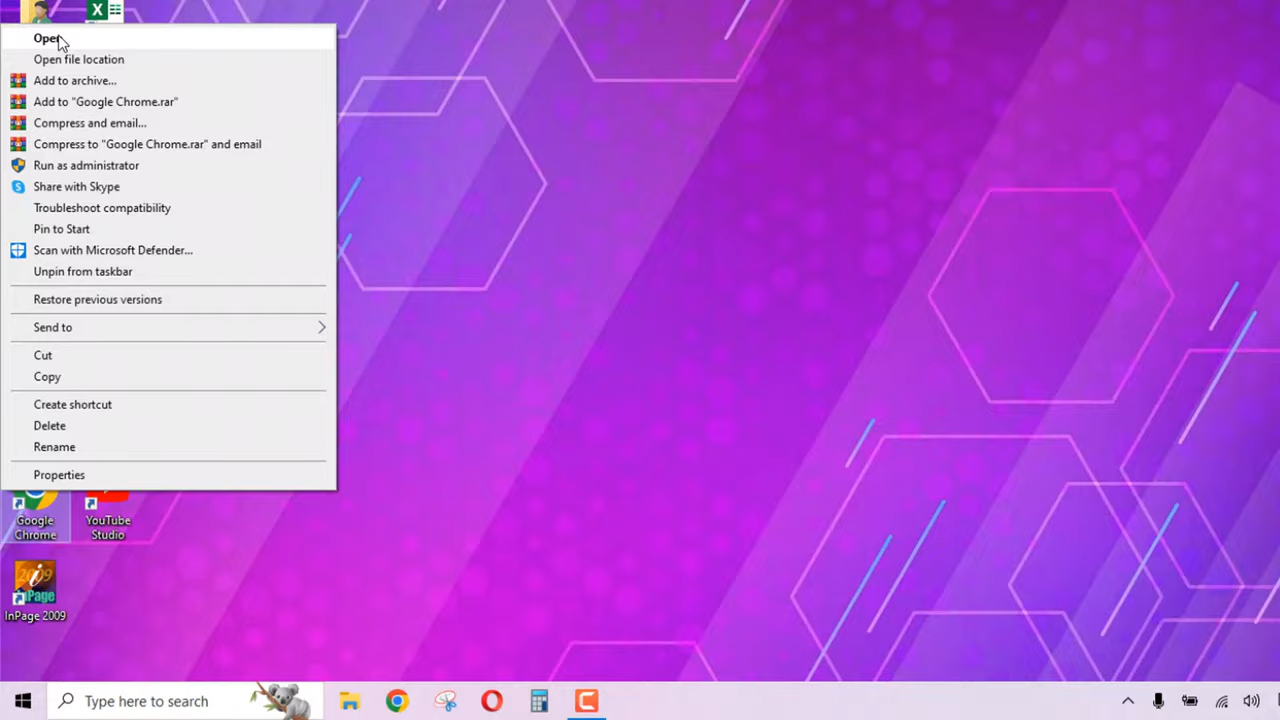 Open
Open file location
Add to archive...
Add to "Google Chrome.rar"
Compress and email...
Compress to "Google Chrome.rar" and email
Run as administrator
Share with Skype
Troubleshoot compatibility
Pin to Start
Scan with Microsoft Defender...
Unpin from taskbar
Restore previous versions
Send to
Cut
Copy
Create shortcut
Delete
Rename
Properties
Google
Chrome
YouTube
Studio
2009
InPage
InPage 2009
Type here to search